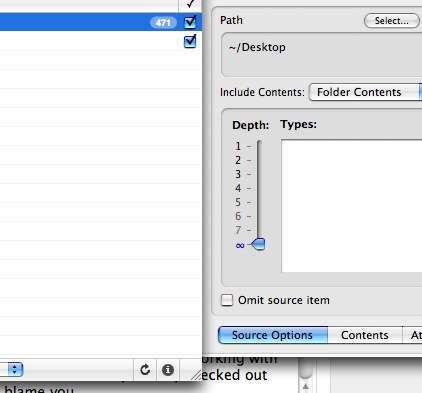 471
Path
Select...
~/Desktop
Include Contents: Folder Contents
Depth: Types:
1
2
3
4
5
6
7
∞
Omit source item
Source Options Contents At
orking with
ecked out
blame you